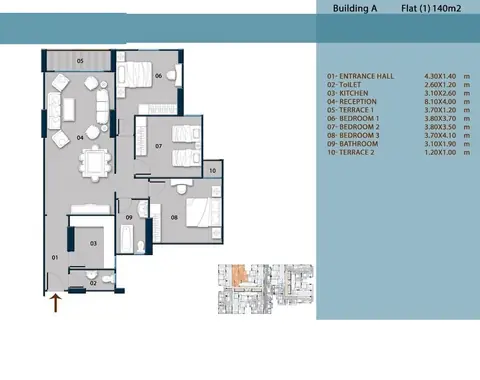 Building A Flat (1) 140m2
01- ENTRANCE HALL 4.30X1.40 m
02- ToiLET 2.60X1.20 m
03- KITCHEN 3.10X2.60 m
04- RECEPTION 8.10X4.00 m
05- TERRACE 1 3.70X1.20 m
06- BEDROOM 1 3.80X3.70 m
07- BEDROOM 2 3.80X3.50 m
08- BEDROOM 3 3.70X4.10 m
09- BATHROOM 3.10X1.90 m
10- TERRACE 2 1.20X1.00 m
05
06
04
07
10
09
08
03
01
02